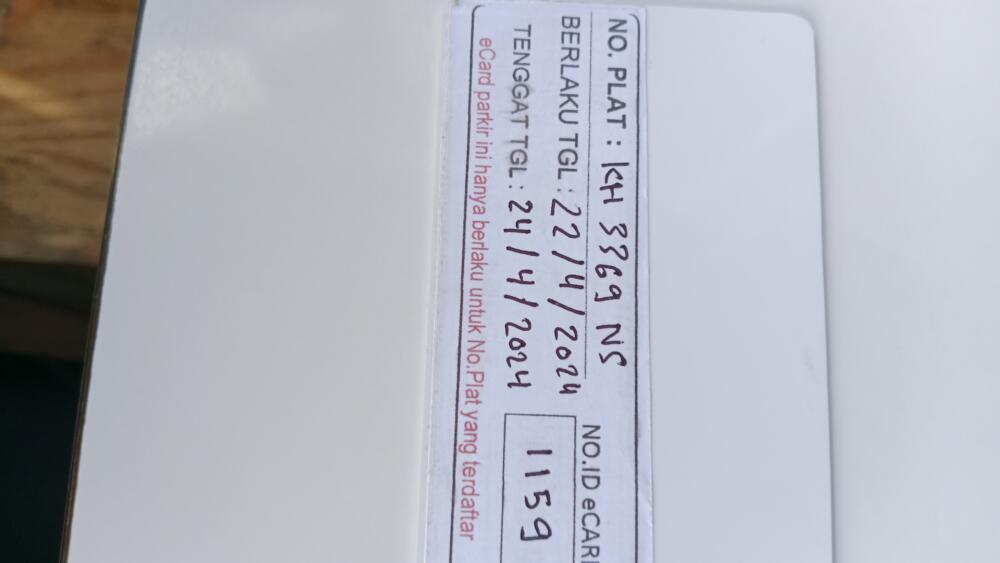 NO. PLAT : KH 3369 NS
BERLAKU TGL : 22/4/2024
TENGGAT TGL : 24/4/2024
NO.ID eCARD
1159
eCard parkir ini hanya berlaku untuk No.Plat yang terdaftar